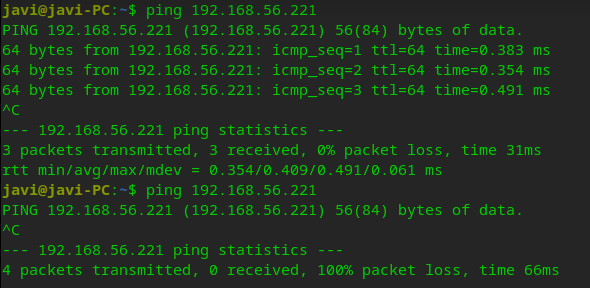 javi@javi-PC:~$ ping 192.168.56.221
PING 192.168.56.221 (192.168.56.221) 56(84) bytes of data.
64 bytes from 192.168.56.221: icmp_seq=1 ttl=64 time=0.383 ms
64 bytes from 192.168.56.221: icmp_seq=2 ttl=64 time=0.354 ms
64 bytes from 192.168.56.221: icmp_seq=3 ttl=64 time=0.491 ms
^C
--- 192.168.56.221 ping statistics ---
3 packets transmitted, 3 received, 0% packet loss, time 31ms
rtt min/avg/max/mdev = 0.354/0.409/0.491/0.061 ms
javi@javi-PC:~$ ping 192.168.56.221
PING 192.168.56.221 (192.168.56.221) 56(84) bytes of data.
^C
--- 192.168.56.221 ping statistics ---
4 packets transmitted, 0 received, 100% packet loss, time 66ms